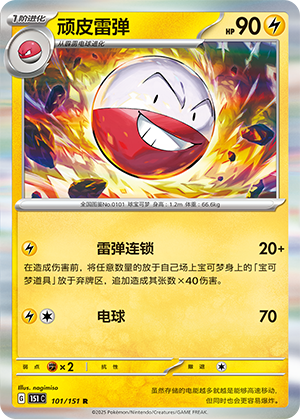 1阶进化
顽皮雷弹
HP 90
从霹雳电球进化
全国图鉴No.0101 球宝可梦 身高：1.2m 体重：66.6kg
雷弹连锁 20+
在造成伤害前，将任意数量的放于自己场上宝可梦身上的「宝可
梦道具」放于弃牌区，追加造成其张数×40伤害。
电球 70
弱点 ×2 抗性 撤退
Illus. nagimiso
G 151 C 101/151 R
虽然存储的电能越多就越是能够高速移动，
但同时也会更容易爆炸。
©2025 Pokémon/Nintendo/Creatures/GAME FREAK.